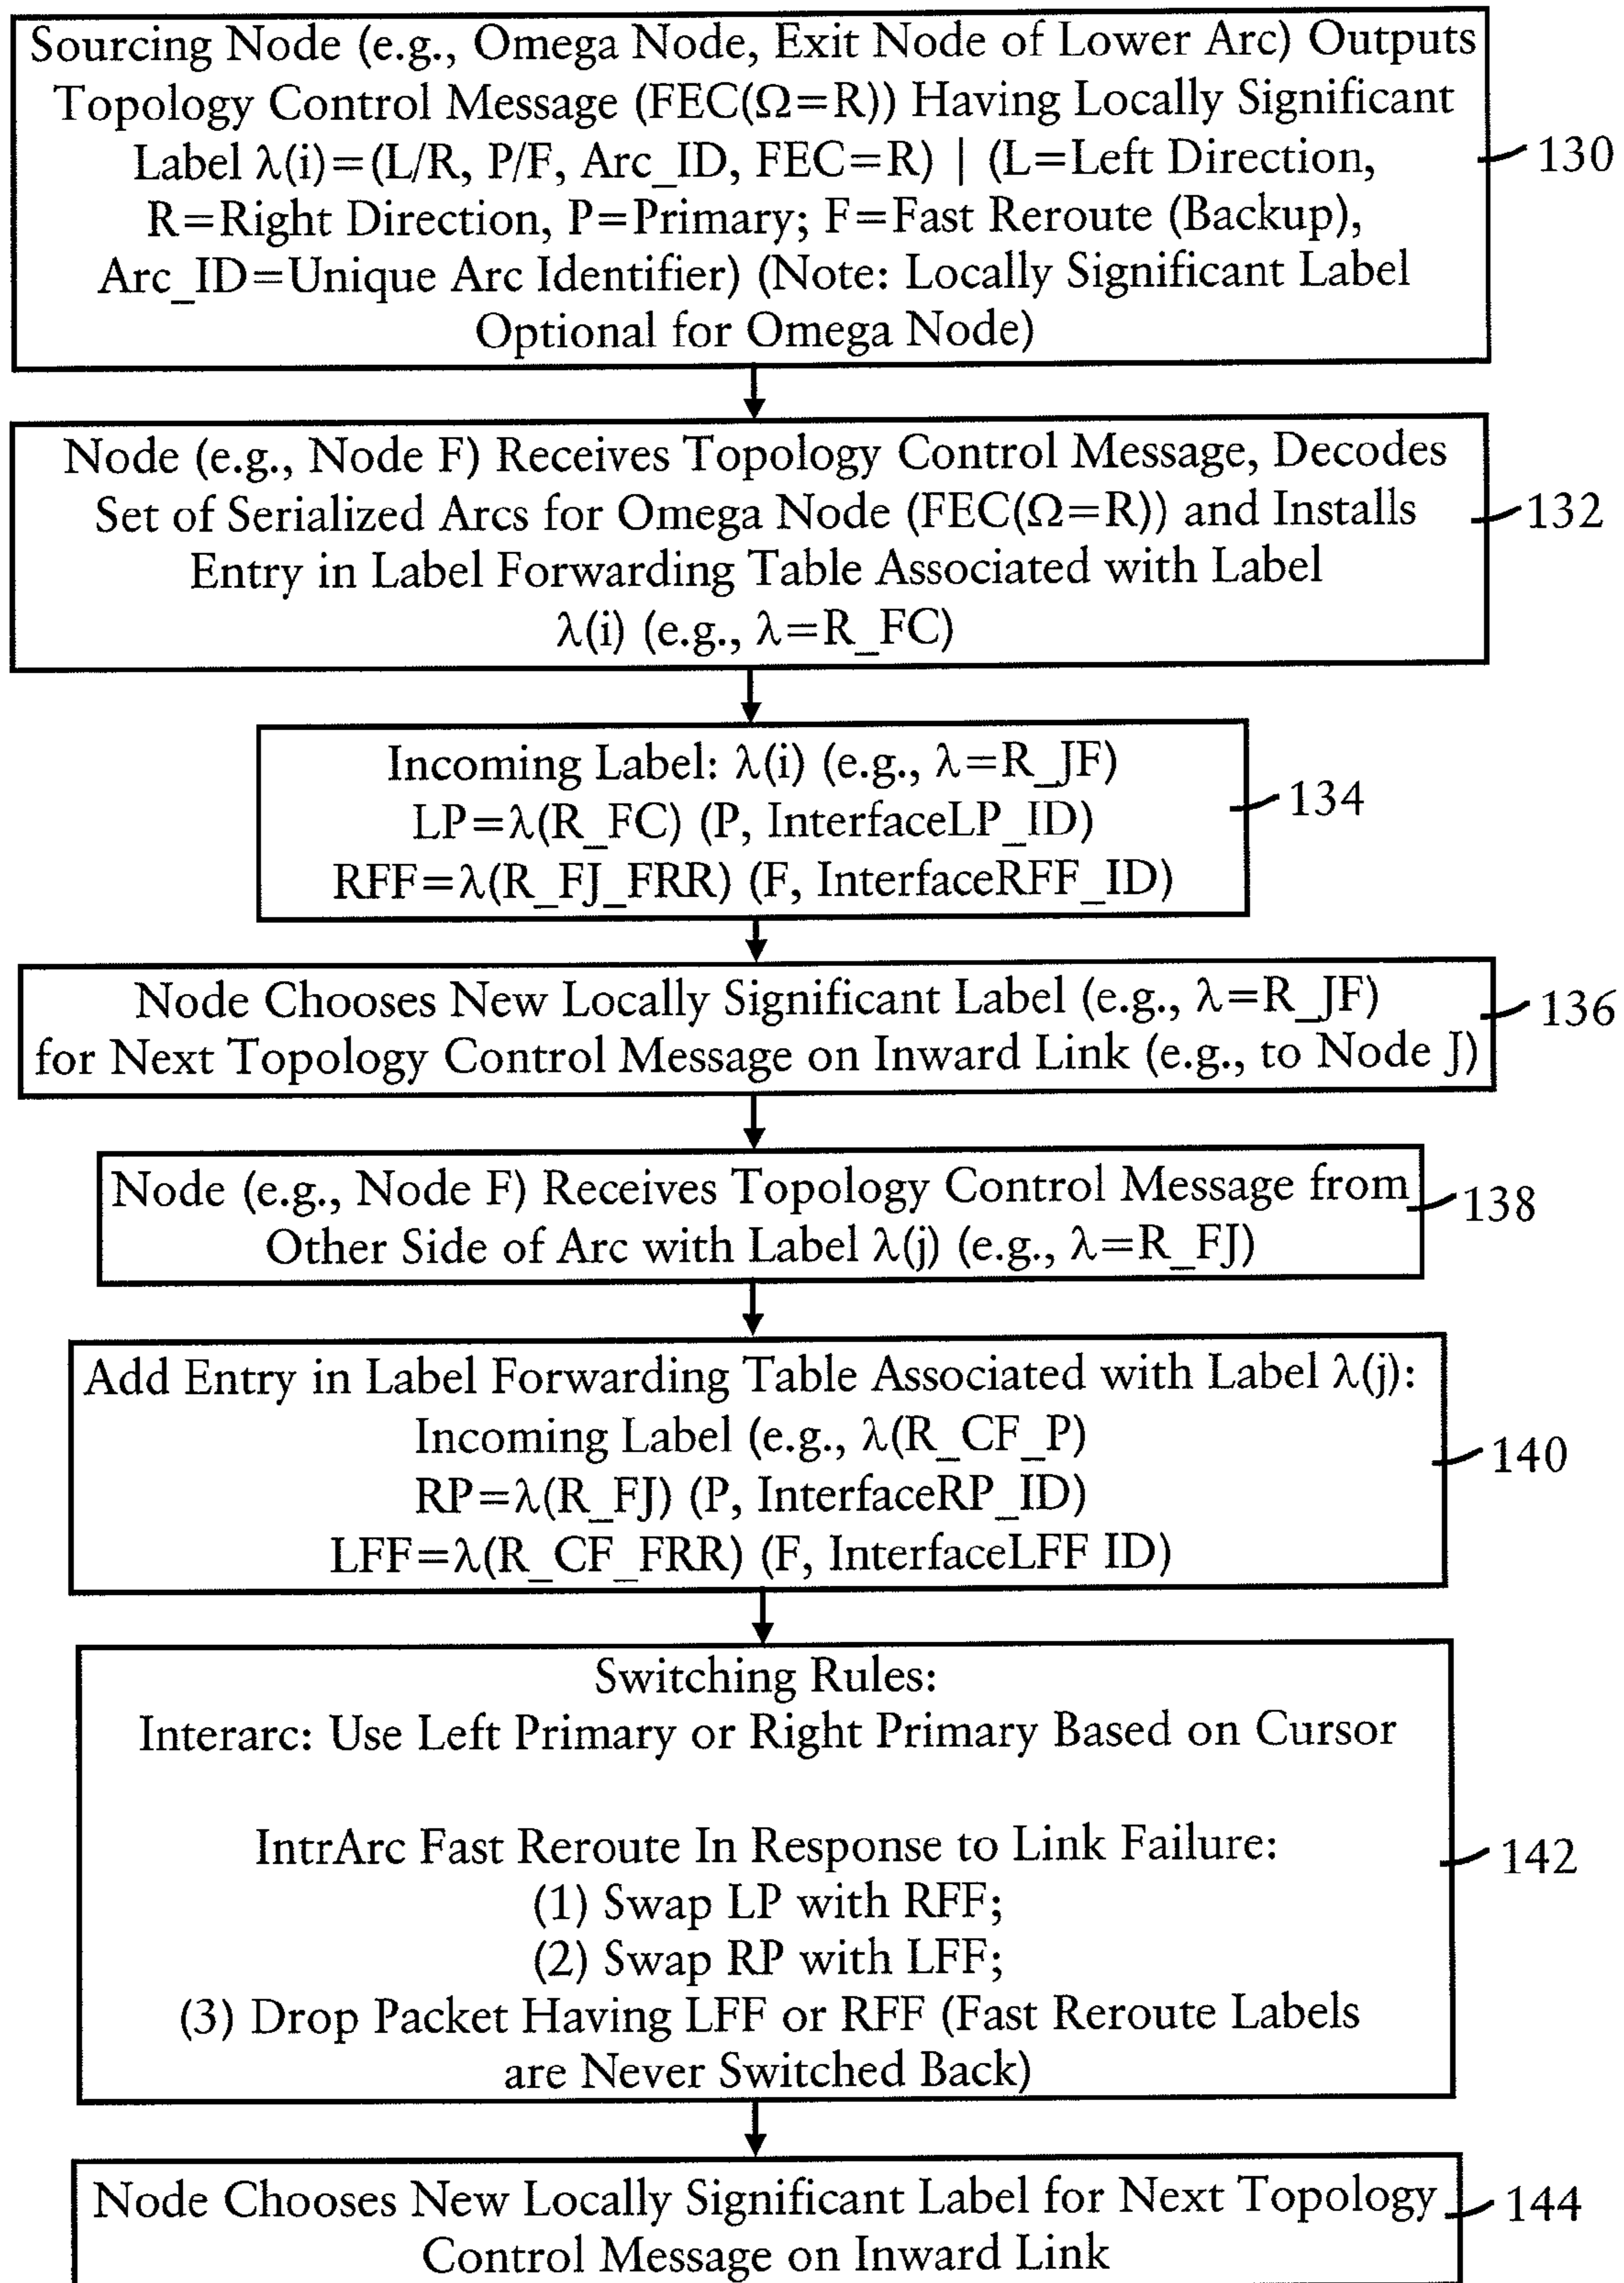 Sourcing Node (e.g., Omega Node, Exit Node of Lower Arc) Outputs
Topology Control Message (FEC(Ω=R)) Having Locally Significant
Label λ(i)=(L/R, P/F, Arc_ID, FEC=R) | (L=Left Direction,
R=Right Direction, P=Primary; F=Fast Reroute (Backup),
Arc_ID=Unique Arc Identifier) (Note: Locally Significant Label
Optional for Omega Node)
130
Node (e.g., Node F) Receives Topology Control Message, Decodes
Set of Serialized Arcs for Omega Node (FEC(Ω=R)) and Installs
Entry in Label Forwarding Table Associated with Label
λ(i) (e.g., λ=R_FC)
132
Incoming Label: λ(i) (e.g., λ=R_JF)
LP=λ(R_FC) (P, InterfaceLP_ID)
RFF=λ(R_FJ_FRR) (F, InterfaceRFF_ID)
134
Node Chooses New Locally Significant Label (e.g., λ=R_JF)
for Next Topology Control Message on Inward Link (e.g., to Node J)
136
Node (e.g., Node F) Receives Topology Control Message from
Other Side of Arc with Label λ(j) (e.g., λ=R_FJ)
138
Add Entry in Label Forwarding Table Associated with Label λ(j):
Incoming Label (e.g., λ(R_CF_P)
RP=λ(R_FJ) (P, InterfaceRP_ID)
LFF=λ(R_CF_FRR) (F, InterfaceLFF ID)
140
Switching Rules:
Interarc: Use Left Primary or Right Primary Based on Cursor
IntrArc Fast Reroute In Response to Link Failure:
(1) Swap LP with RFF;
(2) Swap RP with LFF;
(3) Drop Packet Having LFF or RFF (Fast Reroute Labels
are Never Switched Back)
142
Node Chooses New Locally Significant Label for Next Topology
Control Message on Inward Link
144